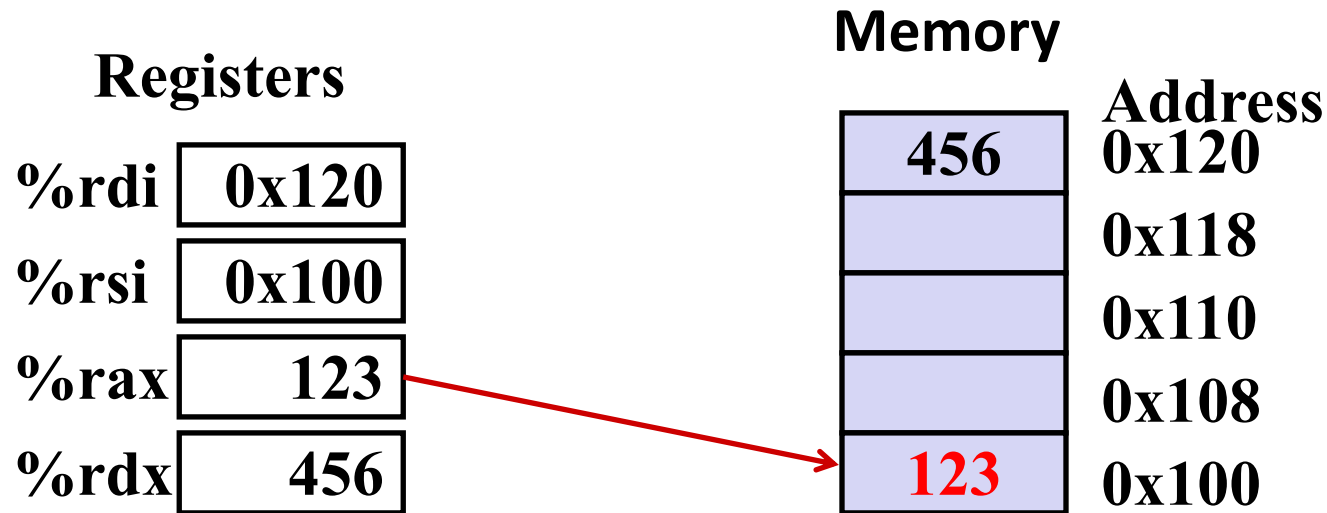 Memory
Registers
Address
%rdi 0x120
456 0x120
0x118
%rsi 0x100
0x110
%rax 123
0x108
%rdx 456
123 0x100